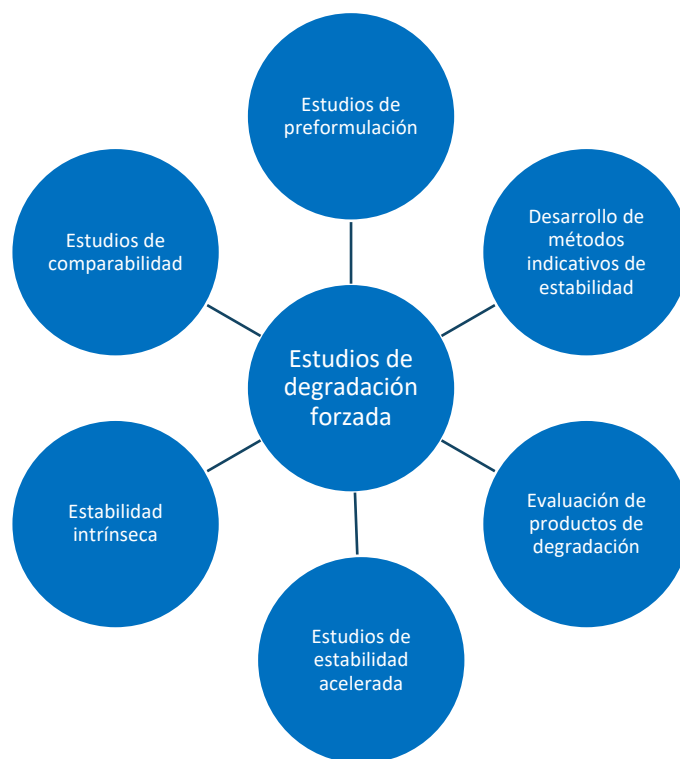 Estudios de
preformulación
Desarrollo de
métodos
indicativos de
estabilidad
Estudios de
comparabilidad
Estudios de
degradación
forzada
Estabilidad
intrínseca
Evaluación de
productos de
degradación
Estudios de
estabilidad
acelerada